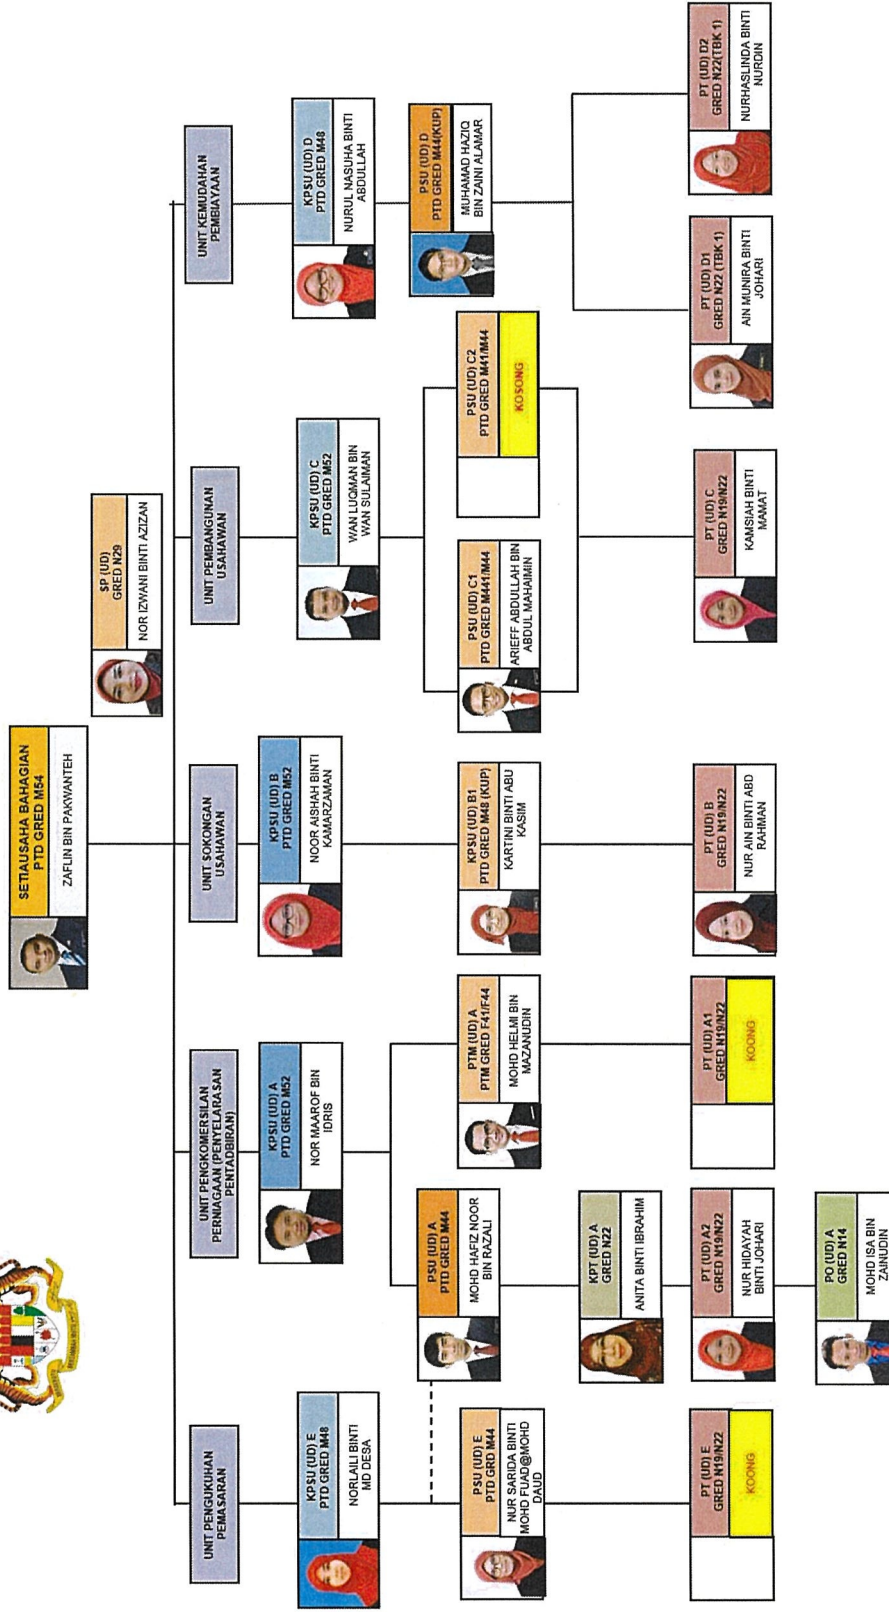 SETIAUSAHA BAHAGIAN
PTD GRED M54
ZAFLIN BIN PAKWANTEH
SP (UD)
GRED N29
NOR IZWANI BINTI AZIZAN
UNIT PENGUKUHAN
PEMASARAN
KPSU (UD) E
PTD GRED M48
NORLAILI BINTI
MD DESA
PSU (UD) E
PTD GRD M44
NUR SARIDA BINTI
MOHD FUAD@MOHD
DAUD
PT (UD) E
GRED N19/N22
KOONG
UNIT PENGKOMERSILAN
PERNIAGAAN (PENYELARASAN
PENTADBIRAN)
KPSU (UD) A
PTD GRED M52
NOR MAAROF BIN
IDRIS
PSU (UD) A
PTD GRED M44
MOHD HAFIZ NOOR
BIN RAZALI
KPT (UD) A
GRED N22
ANITA BINTI IBRAHIM
PT (UD) A2
GRED N19/N22
NUR HIDAYAH
BINTI JOHARI
PO (UD) A
GRED N14
MOHD ISA BIN
ZAINUDIN
PTM (UD) A
PTM GRED F41/F44
MOHD HELMI BIN
MAZANUDIN
PT (UD) A1
GRED N19/N22
KOONG
UNIT SOKONGAN
USAHAWAN
KPSU (UD) B
PTD GRED M52
NOOR AISHAH BINTI
KAMARZAMAN
KPSU (UD) B1
PTD GRED M48 (KUP)
KARTINI BINTI ABU
KASIM
PT (UD) B
GRED N19/N22
NUR AIN BINTI ABD
RAHMAN
UNIT PEMBANGUNAN
USAHAWAN
KPSU (UD) C
PTD GRED M52
WAN LUQMAN BIN
WAN SULAIMAN
PSU (UD) C1
PTD GRED M441/M44
ARIEFF ABDULLAH BIN
ABDUL MAHAIMIN
PSU (UD) C2
PTD GRED M41/M44
KOSONG
PT (UD) C
GRED N19/N22
KAMSIAH BINTI
MAMAT
UNIT KEMUDAHAN
PEMBIAYAAN
KPSU (UD) D
PTD GRED M48
NURUL NASUHA BINTI
ABDULLAH
PSU (UD) D
PTD GRED M44(KUP)
MUHAMAD HAZIQ
BIN ZAINI ALAMAR
PT (UD) D1
GRED N22 (TBK 1)
AIN MUNIRA BINTI
JOHARI
PT (UD) D2
GRED N22(TBK 1)
NURHASLINDA BINTI
NURDIN